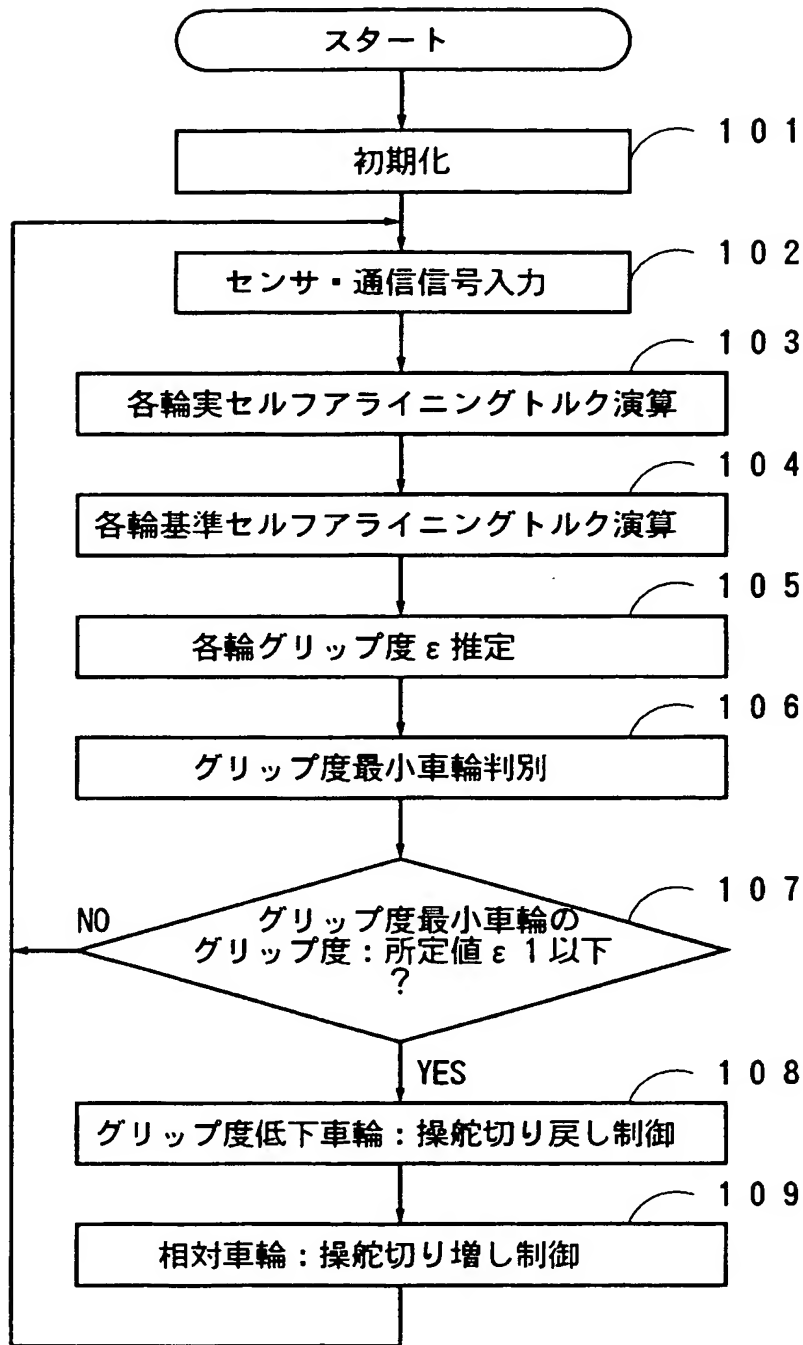 スタート
101
初期化
102
センサ・通信信号入力
103
各輪実セルフアライニングトルク演算
104
各輪基準セルフアライニングトルク演算
105
各輪グリップ度ε推定
106
グリップ度最小車輪判別
107
NO
グリップ度最小車輪の
グリップ度：所定値ε1以下
?
YES
108
グリップ度低下車輪：操舵切り戻し制御
109
相対車輪：操舵切り増し制御